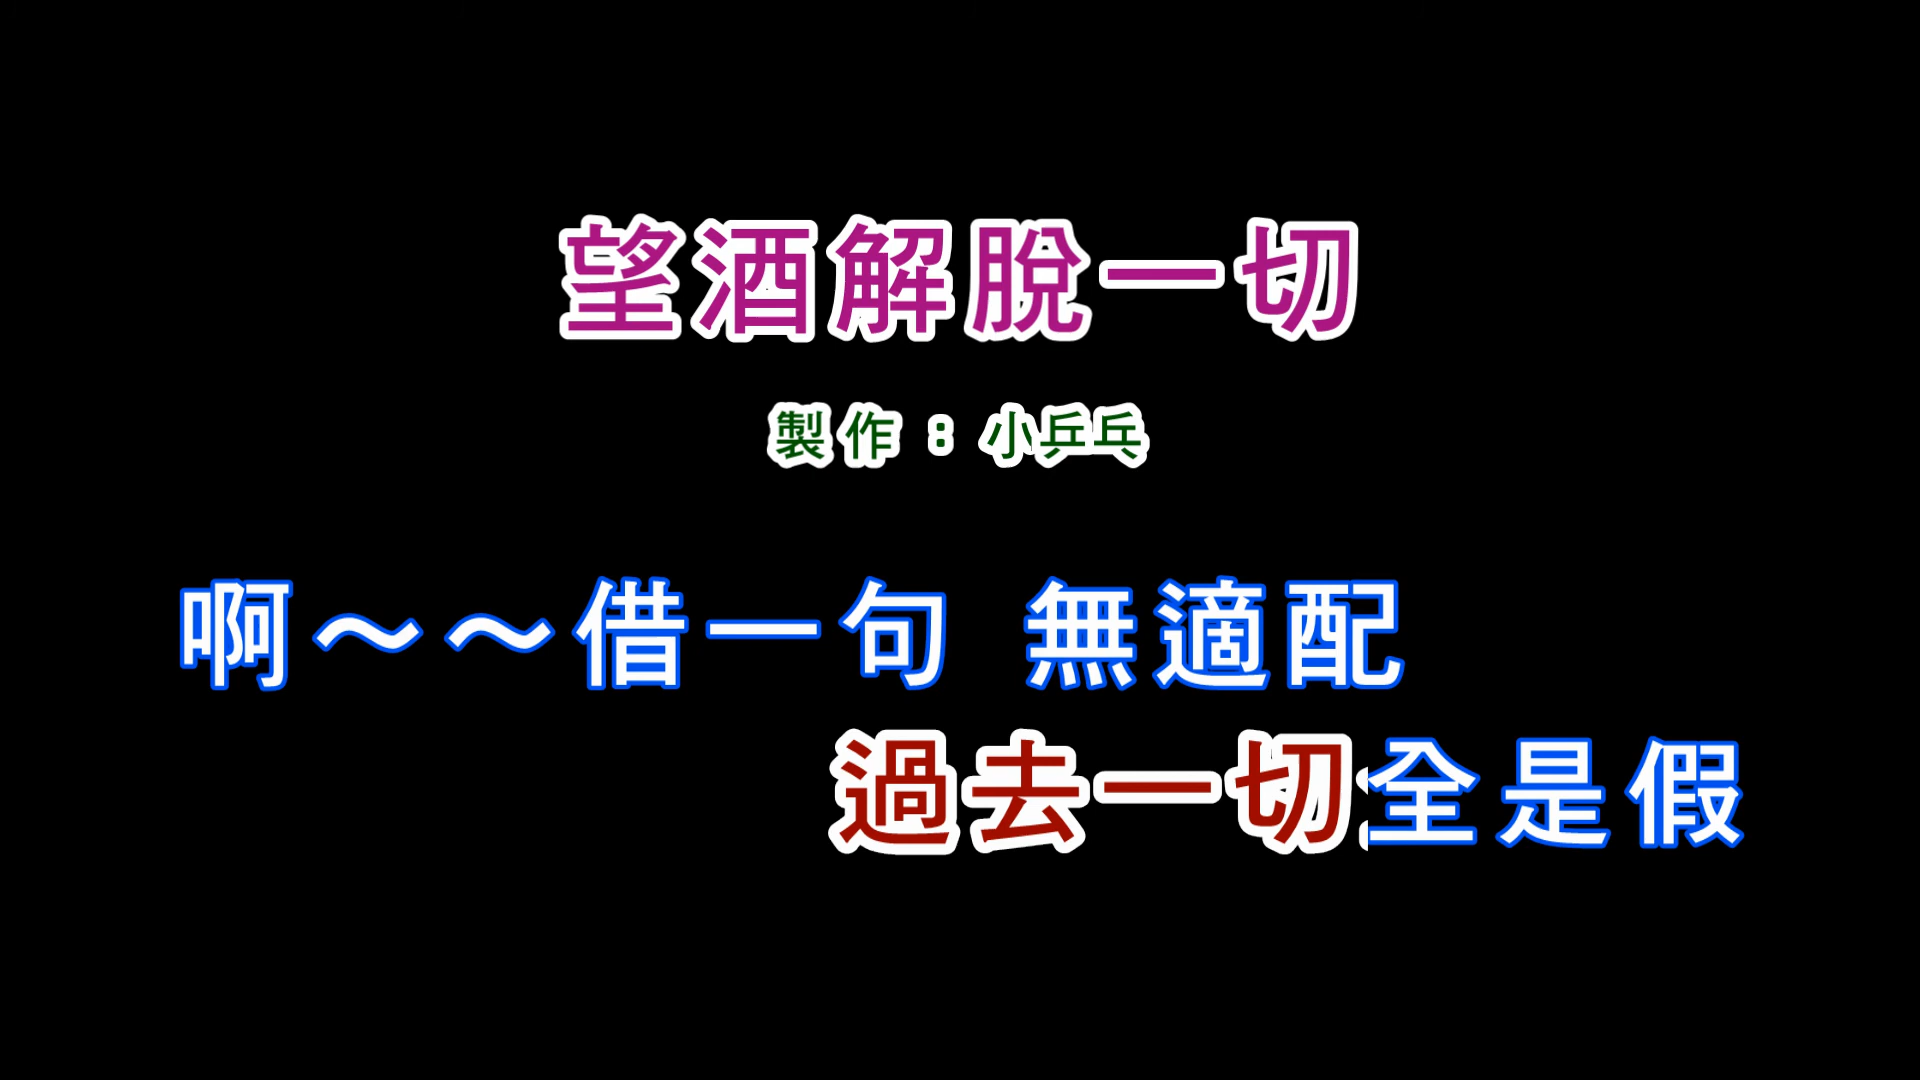 望酒解脫一切
製作：小乒乓
啊～～借一句 無適配
過去一切全是假